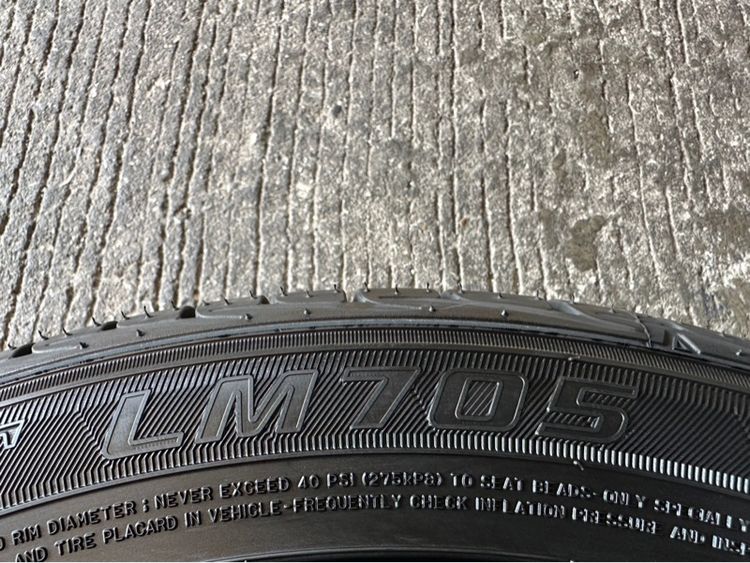 LM705
RIM DIAMETER ; NEVER EXCEED 40 PSI (275KPa) TO SEAT BEADS- ONLY SPECIALLY
AND TIRE PLACARD IN VEHICLE-FREQUENTLY CHECK INFLATION PRESSURE AND